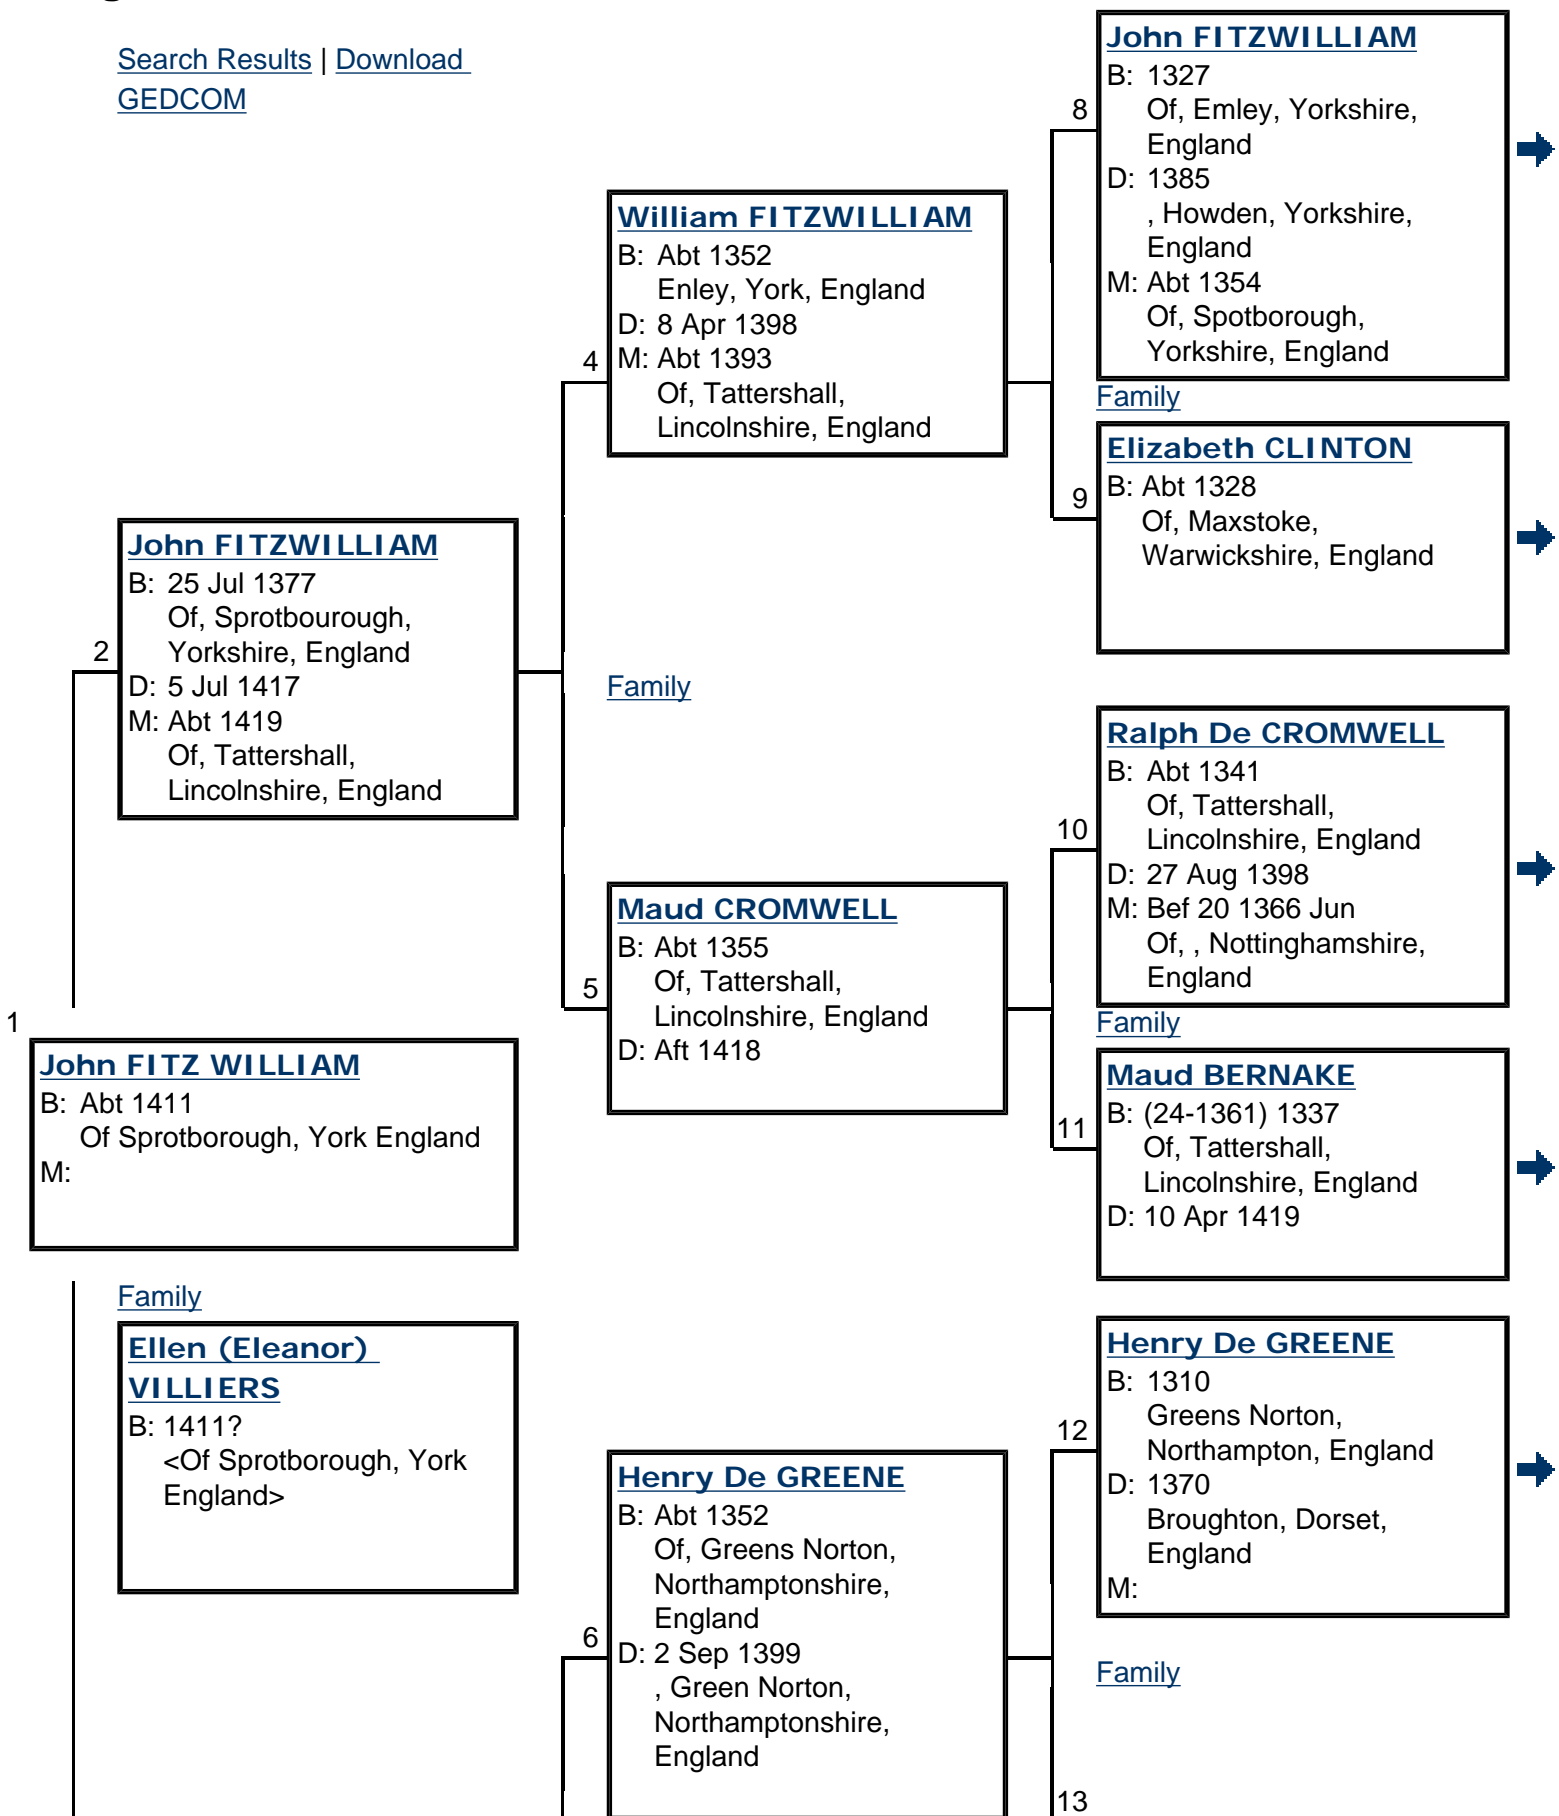 Search Results | Download
GEDCOM
8
John FITZWILLIAM
B: 1327
Of, Emley, Yorkshire,
England
D: 1385
, Howden, Yorkshire,
England
M: Abt 1354
Of, Spotborough,
Yorkshire, England
Family
4
William FITZWILLIAM
B: Abt 1352
Enley, York, England
D: 8 Apr 1398
M: Abt 1393
Of, Tattershall,
Lincolnshire, England
9
Elizabeth CLINTON
B: Abt 1328
Of, Maxstoke,
Warwickshire, England
2
John FITZWILLIAM
B: 25 Jul 1377
Of, Sprotbourough,
Yorkshire, England
D: 5 Jul 1417
M: Abt 1419
Of, Tattershall,
Lincolnshire, England
Family
10
Ralph De CROMWELL
B: Abt 1341
Of, Tattershall,
Lincolnshire, England
D: 27 Aug 1398
M: Bef 20 1366 Jun
Of, , Nottinghamshire,
England
Family
5
Maud CROMWELL
B: Abt 1355
Of, Tattershall,
Lincolnshire, England
D: Aft 1418
11
Maud BERNAKE
B: (24-1361) 1337
Of, Tattershall,
Lincolnshire, England
D: 10 Apr 1419
1
John FITZ WILLIAM
B: Abt 1411
Of Sprotborough, York England
M:
Family
Ellen (Eleanor)
VILLIERS
B: 1411?
<Of Sprotborough, York
England>
12
Henry De GREENE
B: 1310
Greens Norton,
Northampton, England
D: 1370
Broughton, Dorset,
England
M:
Family
6
Henry De GREENE
B: Abt 1352
Of, Greens Norton,
Northamptonshire,
England
D: 2 Sep 1399
, Green Norton,
Northamptonshire,
England
13